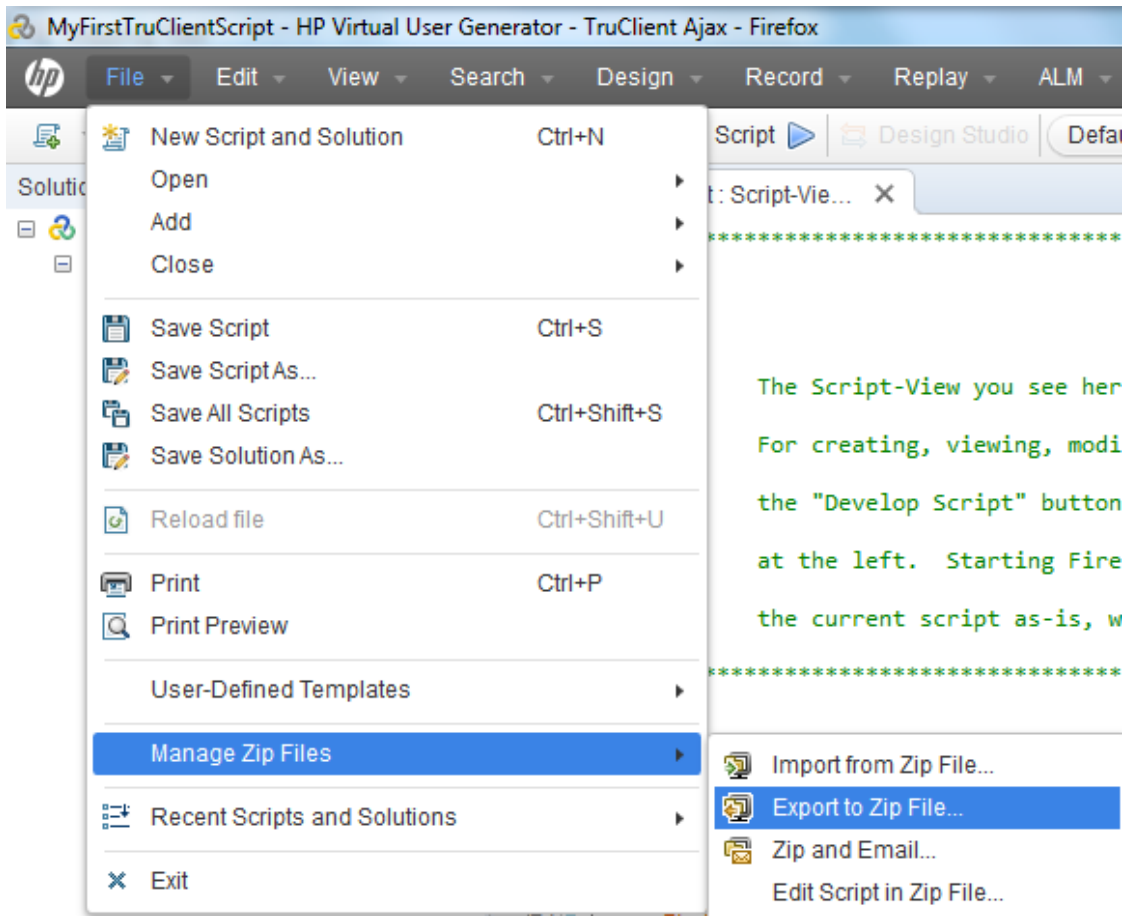 MyFirstTruClientScript - HP Virtual User Generator - TruClient Ajax - Firefox
hp File Edit View Search Design Record Replay ALM
Script Design Studio Defau
Solutio
t : Script-Vie...
New Script and Solution Ctrl+N
Open
Add
Close
Save Script Ctrl+S
Save Script As...
Save All Scripts Ctrl+Shift+S
Save Solution As...
Reload file Ctrl+Shift+U
Print Ctrl+P
Print Preview
User-Defined Templates
Manage Zip Files
Recent Scripts and Solutions
Exit
*********************************
The Script-View you see her
For creating, viewing, modi
the "Develop Script" button
at the left. Starting Fire
the current script as-is, w
*********************************
Import from Zip File...
Export to Zip File...
Zip and Email...
Edit Script in Zip File...